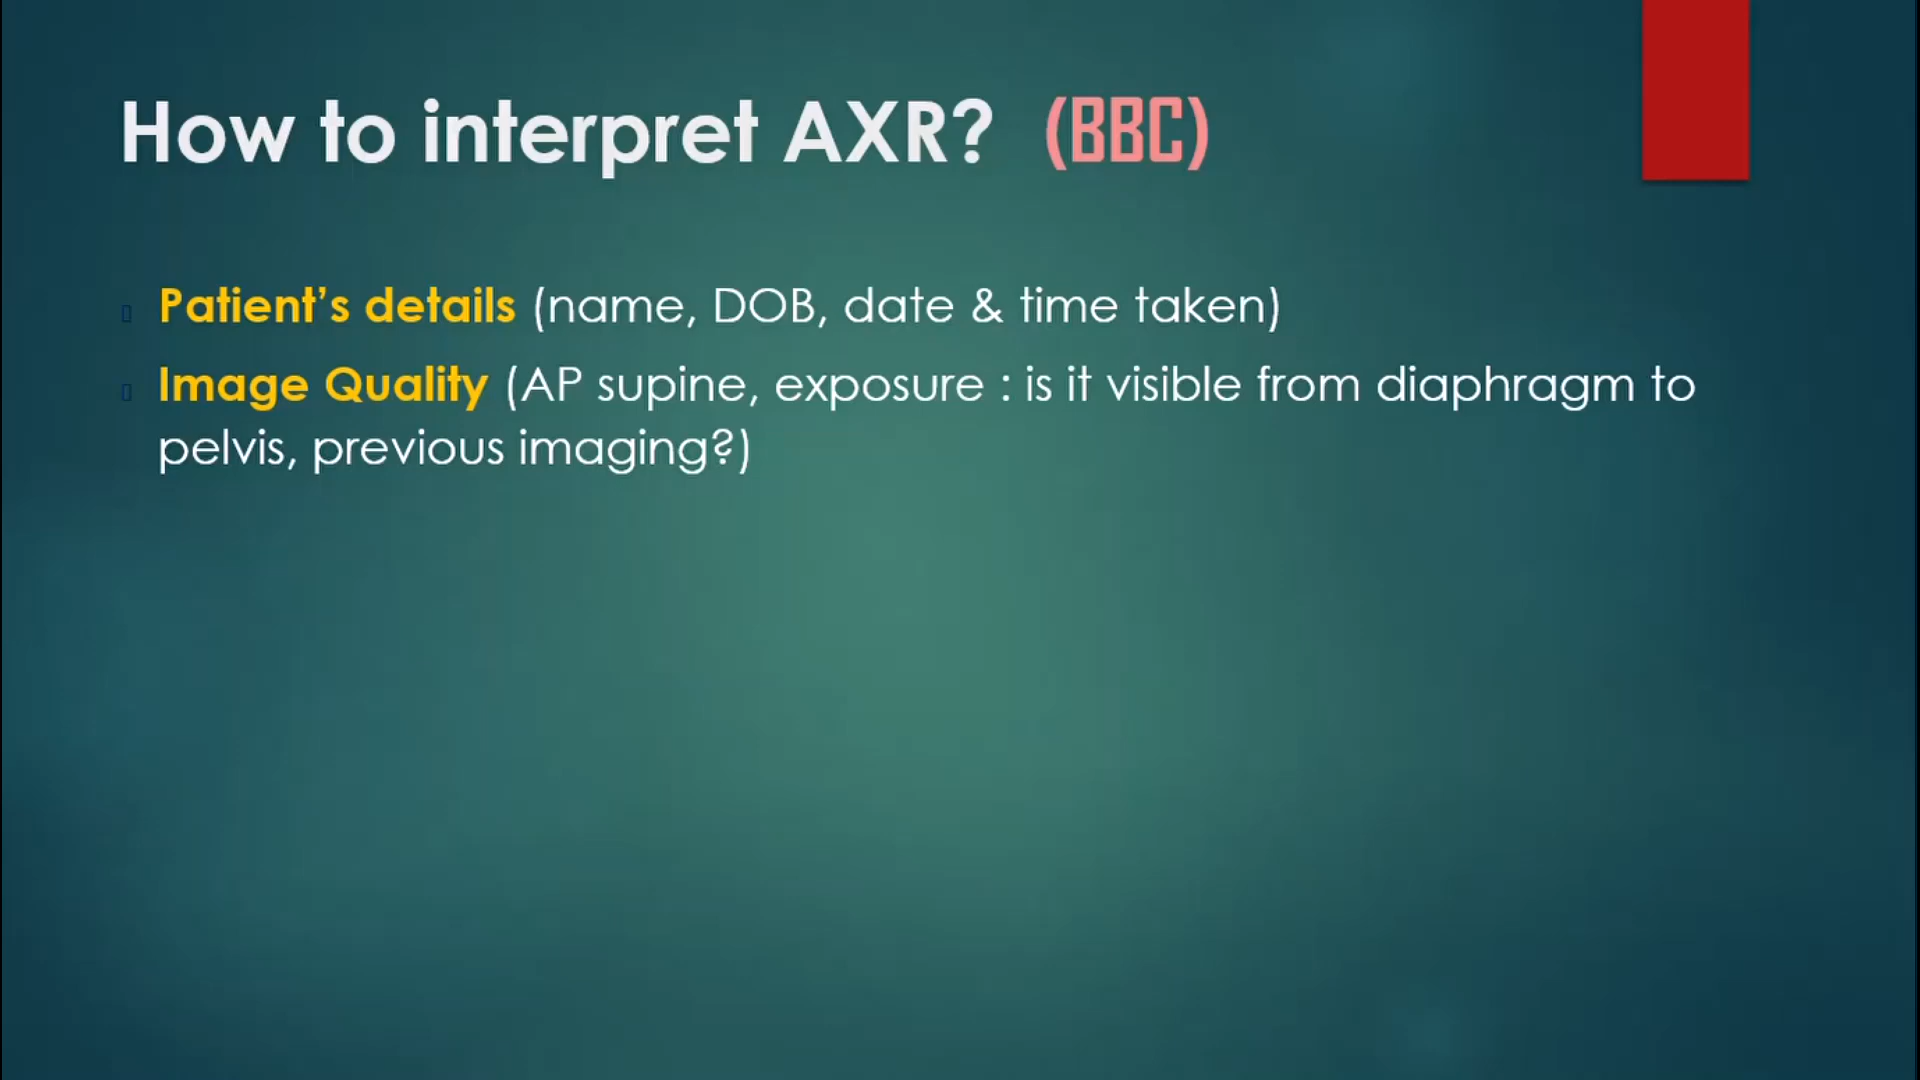 How to interpret AXR? (BBC)
Patient’s details (name, DOB, date & time taken)
Image Quality (AP supine, exposure : is it visible from diaphragm to
pelvis, previous imaging?)